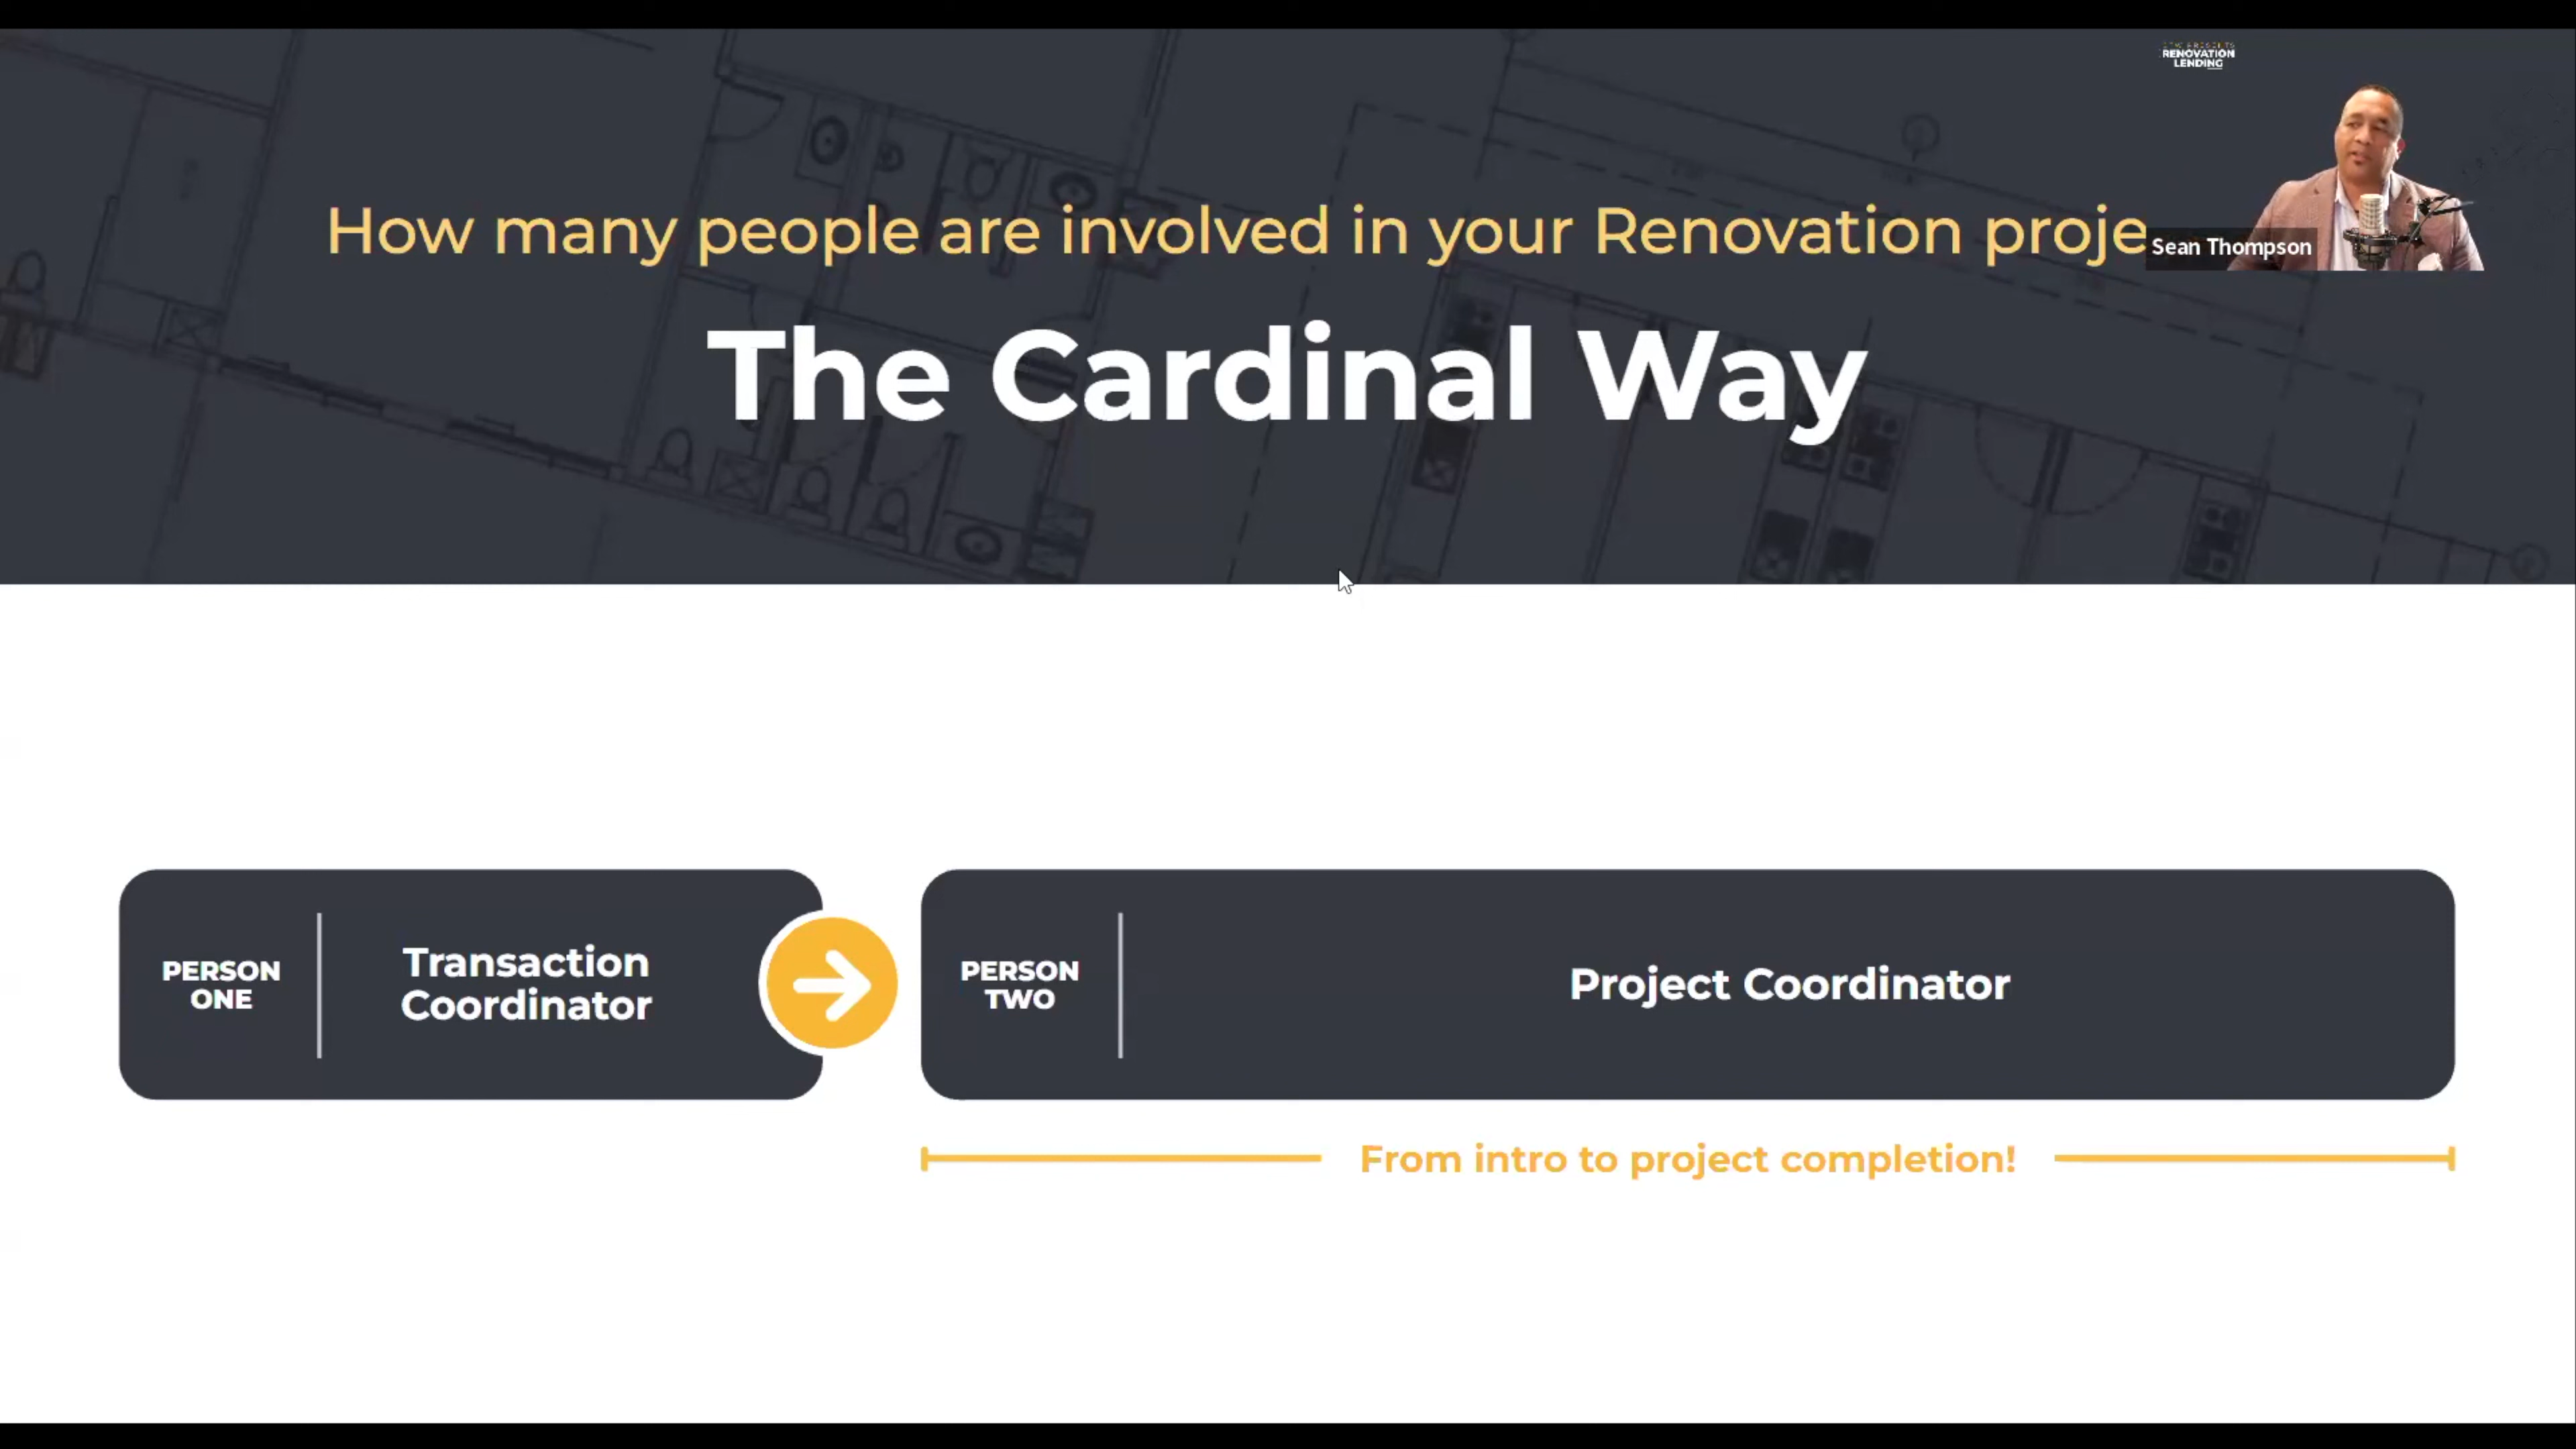 RENOVATION
LENDING
How many people are involved in your Renovation proje
Sean Thompson
The Cardinal Way
PERSON
ONE
Transaction
Coordinator
PERSON
TWO
Project Coordinator
From intro to project completion!